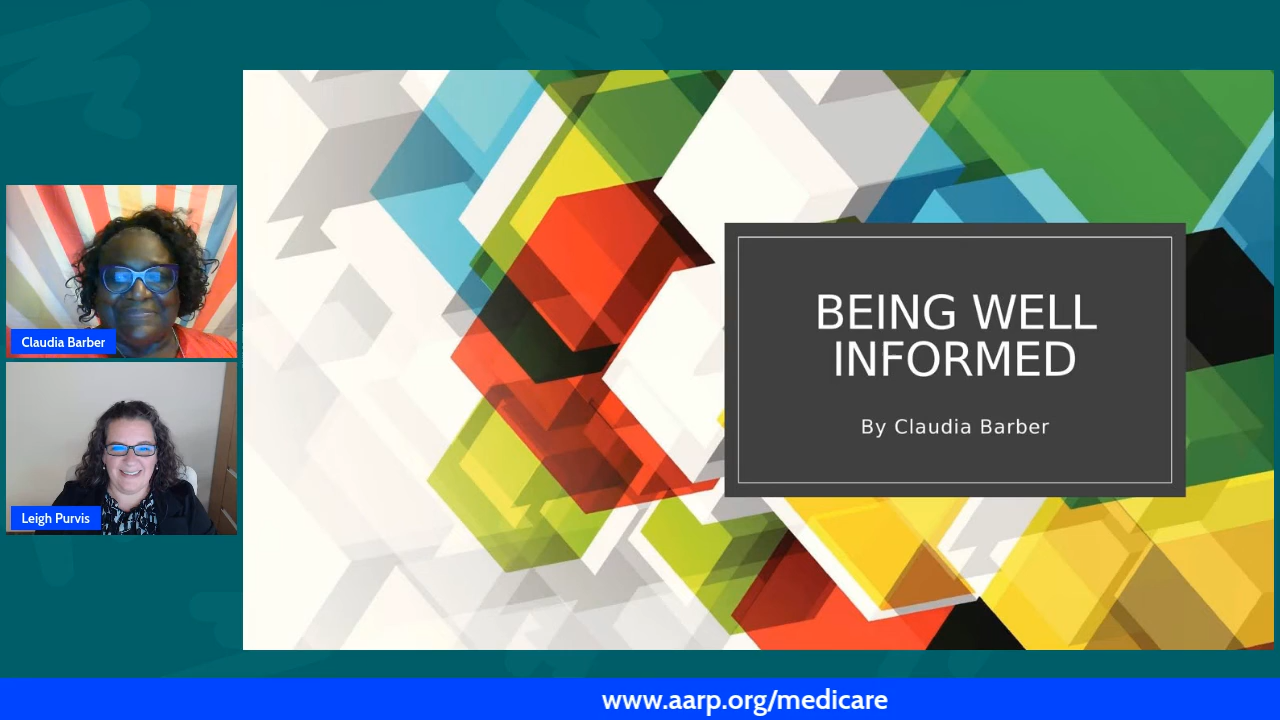 Claudia Barber
Leigh Purvis
BEING WELL
INFORMED
By Claudia Barber
www.aarp.org/medicare